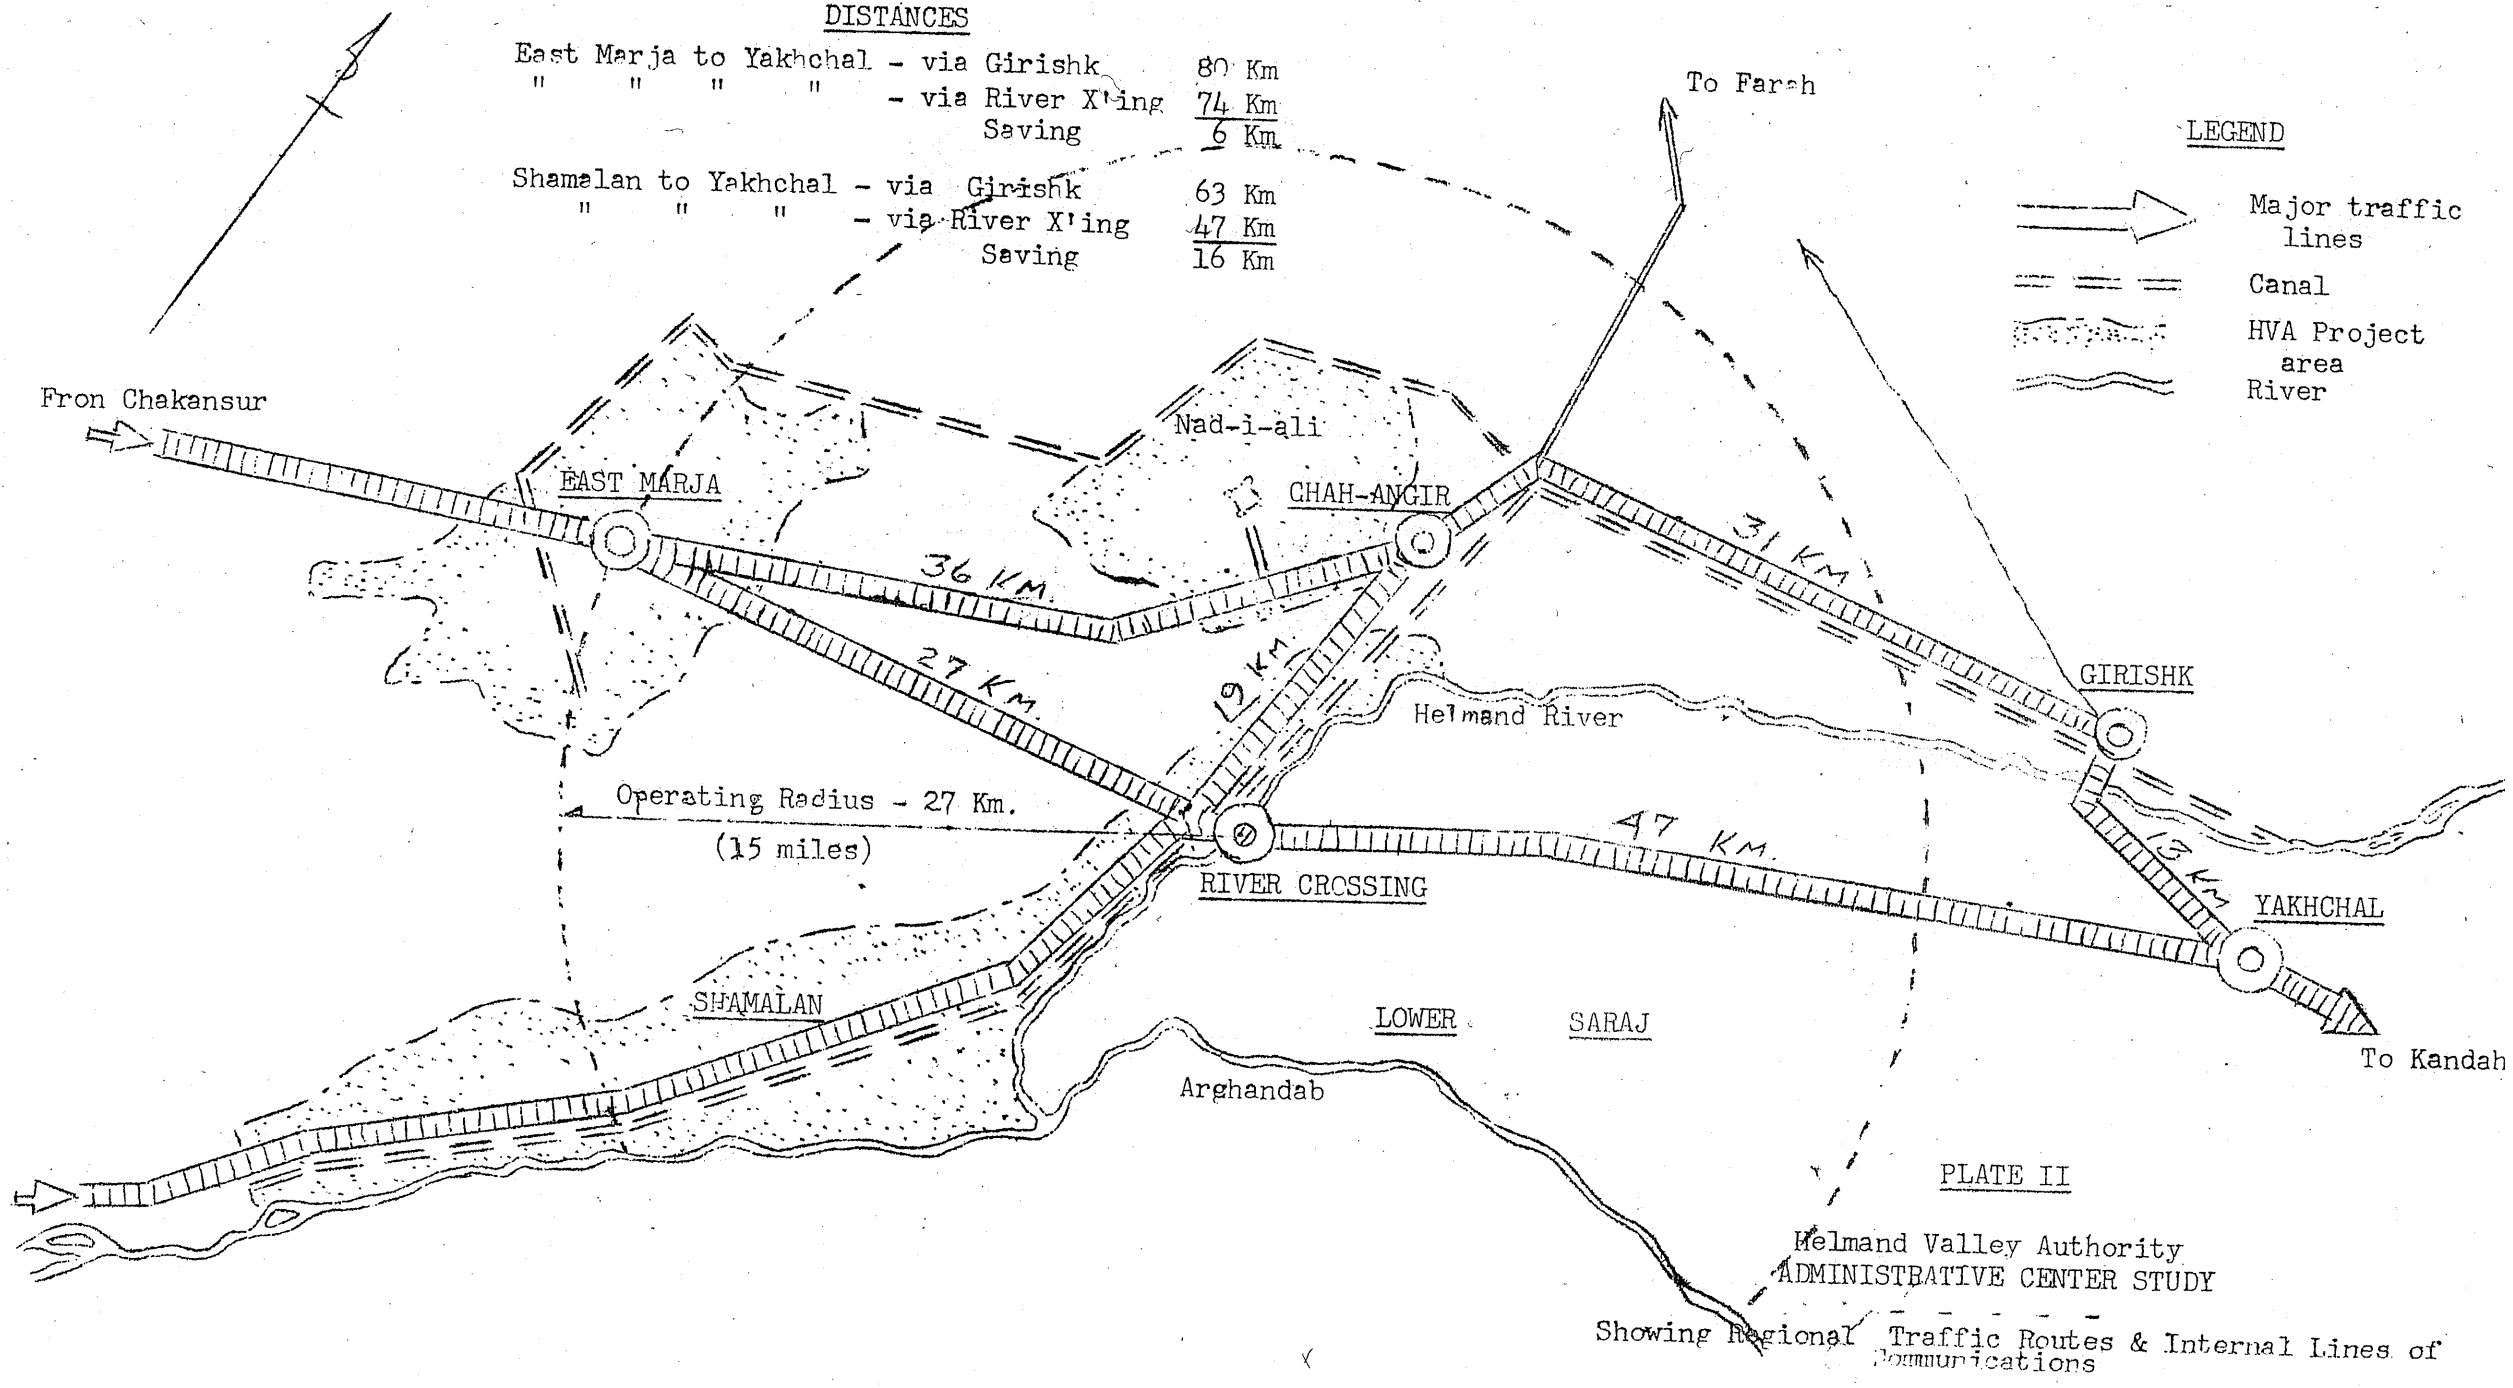 DISTANCES
East Marja to Yakhchal - via Girishk 80 Km
" " " " - via River X'ing 74 Km
Saving 6 Km
Shamalan to Yakhchal - via Girishk 63 Km
" " " - via River X'ing 47 Km
Saving 16 Km
To Farah
LEGEND
Major traffic
lines
Canal
HVA Project
area
River
Fron Chakansur
Nad-i-ali
EAST MARJA
CHAH-ANGIR
31 KM
36 KM.
27 KM.
19 KM
GIRISHK
Helmand River
Operating Radius - 27 Km.
(15 miles)
47 KM.
13 KM
RIVER CROSSING
YAKHCHAL
SHAMALAN
LOWER SARAJ
To Kandah
Arghandab
PLATE II
Helmand Valley Authority
ADMINISTRATIVE CENTER STUDY
Showing Regional Traffic Routes & Internal Lines of
Communications